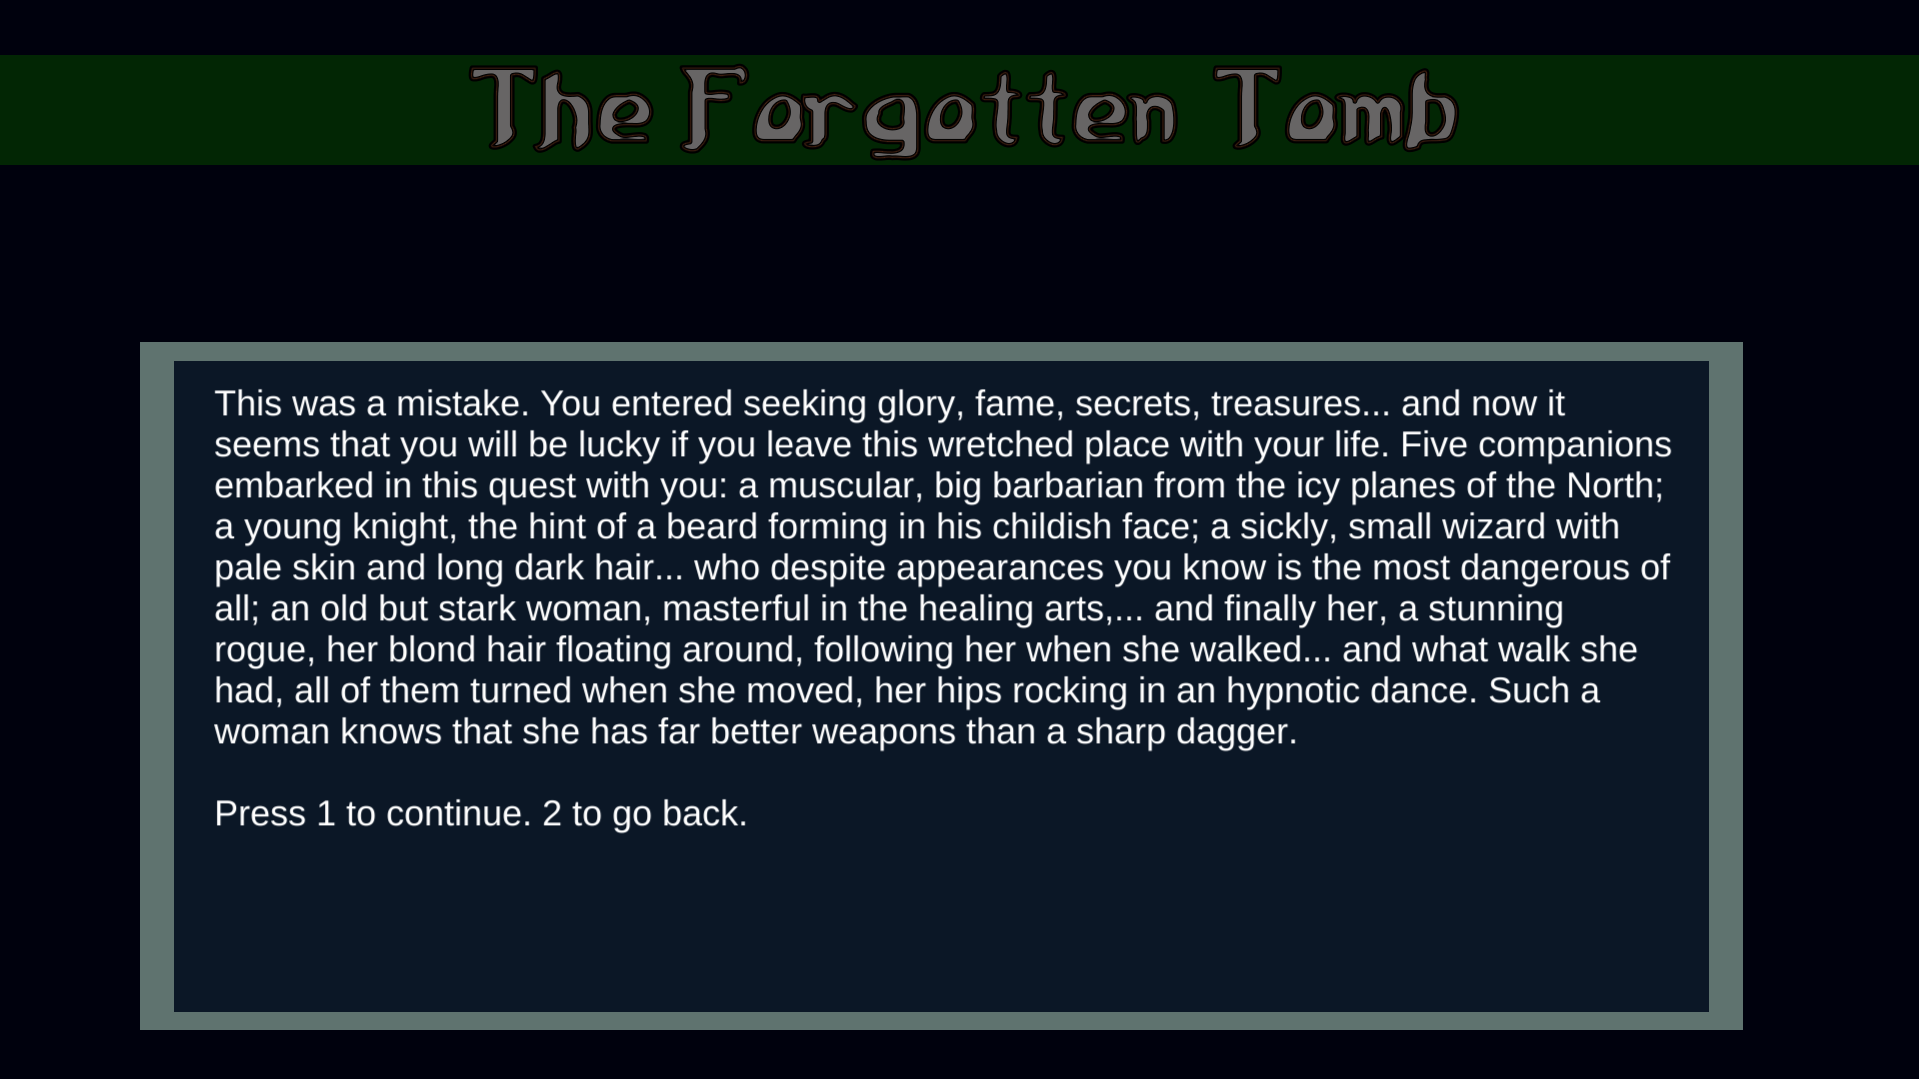 The Forgotten Tomb
This was a mistake. You entered seeking glory, fame, secrets, treasures... and now it
seems that you will be lucky if you leave this wretched place with your life. Five companions
embarked in this quest with you: a muscular, big barbarian from the icy planes of the North;
a young knight, the hint of a beard forming in his childish face; a sickly, small wizard with
pale skin and long dark hair... who despite appearances you know is the most dangerous of
all; an old but stark woman, masterful in the healing arts,... and finally her, a stunning
rogue, her blond hair floating around, following her when she walked... and what walk she
had, all of them turned when she moved, her hips rocking in an hypnotic dance. Such a
woman knows that she has far better weapons than a sharp dagger.
Press 1 to continue. 2 to go back.